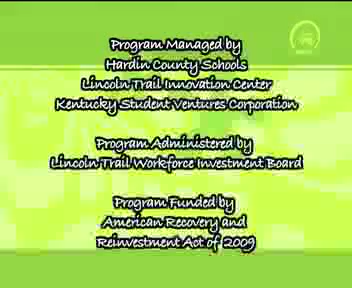 Program Managed by
Hardin County Schools
Lincoln Trail Innovation Center
Kentucky Student Ventures Corporation
Program Administered by
Lincoln Trail Workforce Investment Board
Program Funded by
American Recovery and
Reinvestment Act of 2009